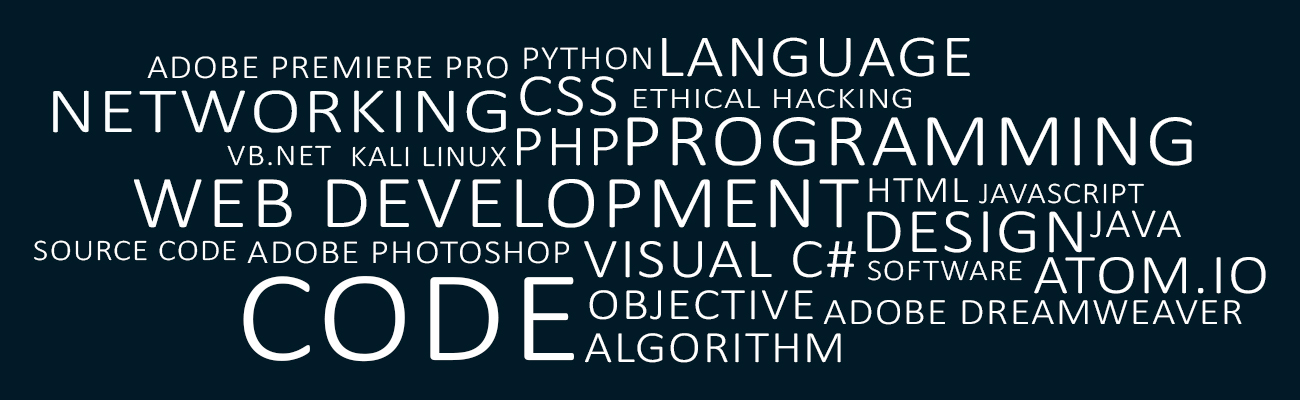 ADOBE PREMIERE PRO
PYTHON
LANGUAGE
NETWORKING
CSS
ETHICAL HACKING
VB.NET
KALI LINUX
PHP
PROGRAMMING
WEB DEVELOPMENT
HTML
JAVASCRIPT
DESIGN
JAVA
SOURCE CODE
ADOBE PHOTOSHOP
VISUAL C#
SOFTWARE
ATOM.IO
CODE
OBJECTIVE
ADOBE DREAMWEAVER
ALGORITHM